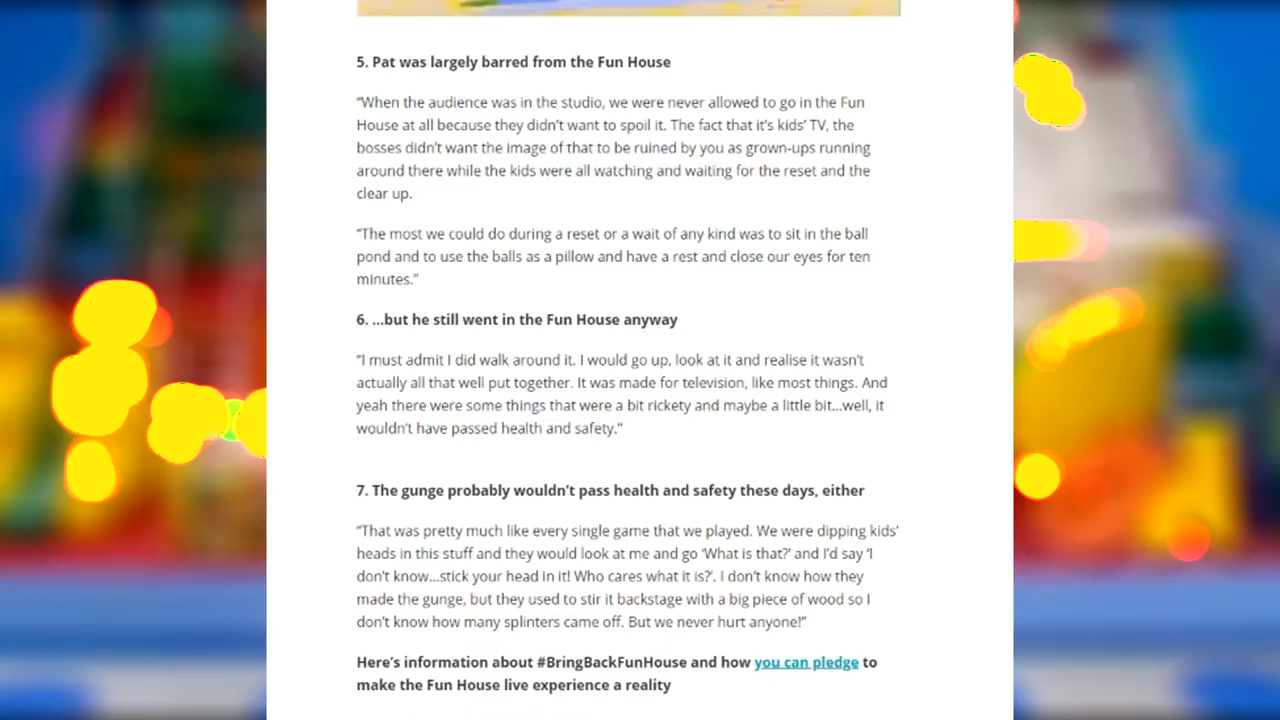 5. Pat was largely barred from the Fun House
“When the audience was in the studio, we were never allowed to go in the Fun
House at all because they didn’t want to spoil it. The fact that it’s kids’ TV, the
bosses didn’t want the image of that to be ruined by you as grown-ups running
around there while the kids were all watching and waiting for the reset and the
clear up.
“The most we could do during a reset or a wait of any kind was to sit in the ball
pond and to use the balls as a pillow and have a rest and close our eyes for ten
minutes.”
6. …but he still went in the Fun House anyway
“I must admit I did walk around it. I would go up, look at it and realise it wasn’t
actually all that well put together. It was made for television, like most things. And
yeah there were some things that were a bit rickety and maybe a little bit…well, it
wouldn’t have passed health and safety.”
7. The gunge probably wouldn’t pass health and safety these days, either
“That was pretty much like every single game that we played. We were dipping kids’
heads in this stuff and they would look at me and go ‘What is that?’ and I’d say ‘I
don’t know…stick your head in it! Who cares what it is?’. I don’t know how they
made the gunge, but they used to stir it backstage with a big piece of wood so I
don’t know how many splinters came off. But we never hurt anyone!”
Here’s information about #BringBackFunHouse and how you can pledge to
make the Fun House live experience a reality